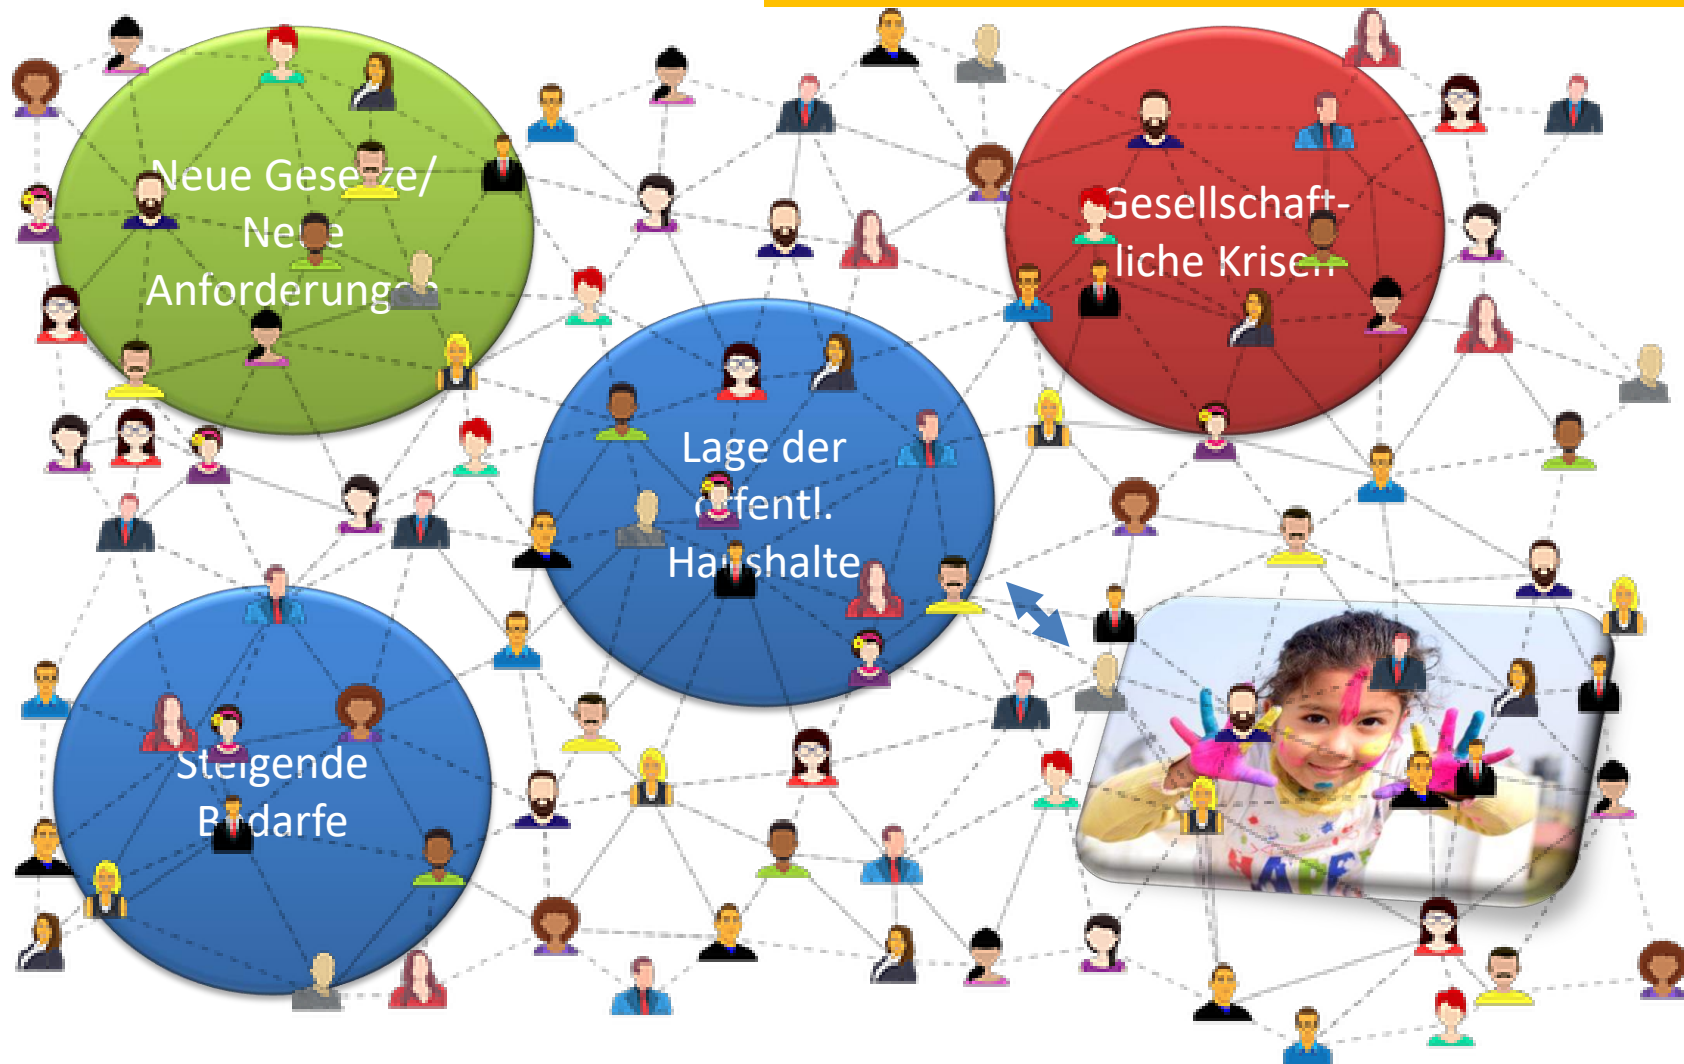 Neue Gesetze/
Neue
Anforderungen
Gesellschaft-
liche Krisen
Lage der
öffentl.
Haushalte
Steigende
Bedarfe